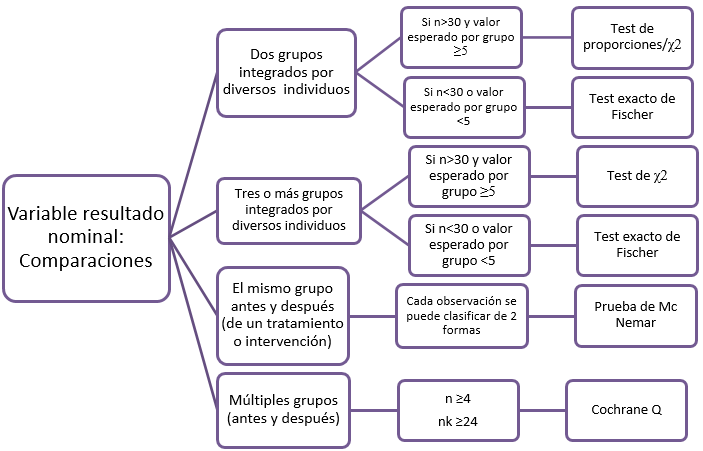 Variable resultado
nominal:
Comparaciones
Dos grupos
integrados por
diversos individuos
Si n>30 y valor
esperado por grupo
≥5
Test de
proporciones/χ2
Si n<30 o valor
esperado por grupo
<5
Test exacto de
Fischer
Tres o más grupos
integrados por
diversos individuos
Si n>30 y valor
esperado por
grupo ≥5
Test de χ2
Si n<30 o valor
esperado por
grupo <5
Test exacto de
Fischer
El mismo grupo
antes y después
(de un tratamiento
o intervención)
Cada observación se
puede clasificar de 2
formas
Prueba de Mc
Nemar
Múltiples grupos
(antes y después)
n ≥4
nk ≥24
Cochrane Q